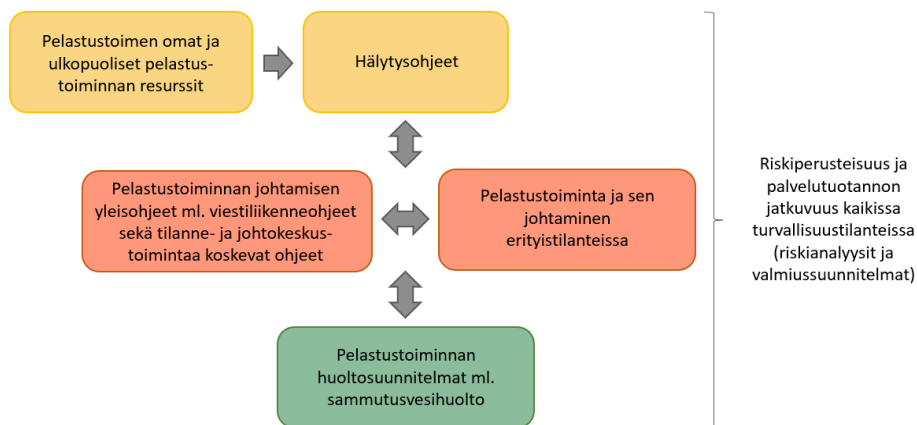 Pelastustoimen omat ja
ulkopuoliset pelastus-
toiminnan resurssit
Hälytysohjeet
Pelastustoiminnan johtamisen
yleisohjeet ml. viestiliikenneohjeet
sekä tilanne- ja johtokeskus-
toimintaa koskevat ohjeet
Pelastustoiminta ja sen
johtaminen
erityistilanteissa
Pelastustoiminnan
huoltosuunnitelmat ml.
sammutusvesihuolto
Riskiperusteisuus ja
palvelutuotannon
jatkuvuus kaikissa
turvallisuustilanteissa
(riskianalyysit ja
valmiussuunnitelmat)